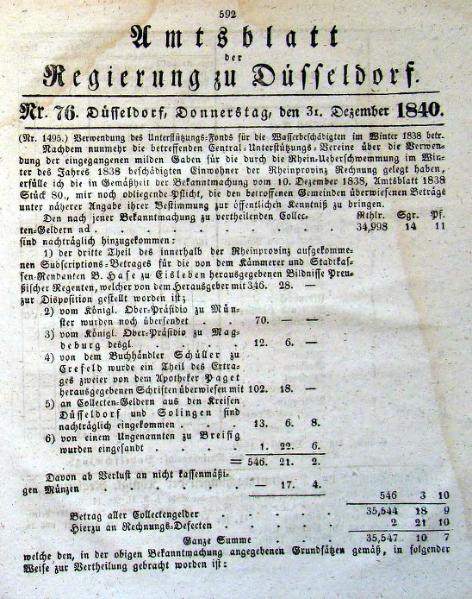 592
Amtsblatt
der
Regierung zu Düsseldorf.
Nr. 76. Düsseldorf, Donnerstag, den 31. Dezember 1840.
(Nr. 1495.) Verwendung des Unterstützungs-Fonds für die Wasserbeschädigten im Winter 1838 betr.
Nachdem nunmehr die betreffenden Central-Unterstützungs-Vereine über die Verwen-
dung der eingegangenen milden Gaben für die durch die Rhein-Ueberschwemmung im Win-
ter des Jahres 1838 beschädigten Einwohner der Rheinprovinz Rechnung gelegt haben,
erfülle ich die in Gemäßheit der Bekanntmachung vom 10. Dezember 1838, Amtsblatt 1838
Stück 80., mir noch obliegende Pflicht, die den betroffenen Gemeinden überwiesenen Beträge
unter näherer Angabe ihrer Bestimmung zur öffentlichen Kenntniß zu bringen.
Den nach jener Bekanntmachung zu vertheilenden Collec- Rthlr. Sgr. Pf.
ten-Geldern ad . . . . 34,998 14 11
sind nachträglich hinzugekommen:
1) der dritte Theil des innerhalb der Rheinprovinz aufgekomme-
nen Subscriptions-Betrages für die von dem Kämmerer und Stadtkas-
sen-Rendanten B. Hase zu Eisleben herausgegebenen Bildnisse Preu-
ßischer Regenten, welcher von dem Herausgeber mit 346. 28. —
zur Disposition gestellt worden ist;
2) vom Königl. Ober-Präsidio zu Mün-
ster wurden noch übersendet . . 70. — —
3) vom Königl. Ober-Präsidio zu Mag-
deburg desgl. . . . 12. 6. —
4) von dem Buchhändler Schüller zu
Crefeld wurde ein Theil des Extra-
ges zweier von dem Apotheker Paget
herausgegebenen Schriften überwiesen mit 102. 18. —
5) an Collecten-Geldern aus den Kreisen
Düsseldorf und Solingen sind
nachträglich eingekommen . . . 13. 6. 8.
6) von einem Ungenannten zu Breisig
wurden eingesandt . . . 1. 22. 6.
= 546. 21. 2.
Davon ab Verlust an nicht kassenmäßi-
gen Münzen . . . — 17. 4.
546 3 10
Betrag aller Collectengelder 35,544 18 9
Hierzu an Rechnungs-Defecten . 2 21 10
Ganze Summe . . . 35,547 10 7
welche den, in der obigen Bekanntmachung angegebenen Grundsätzen gemäß, in folgender
Weise zur Vertheilung gebracht worden ist: